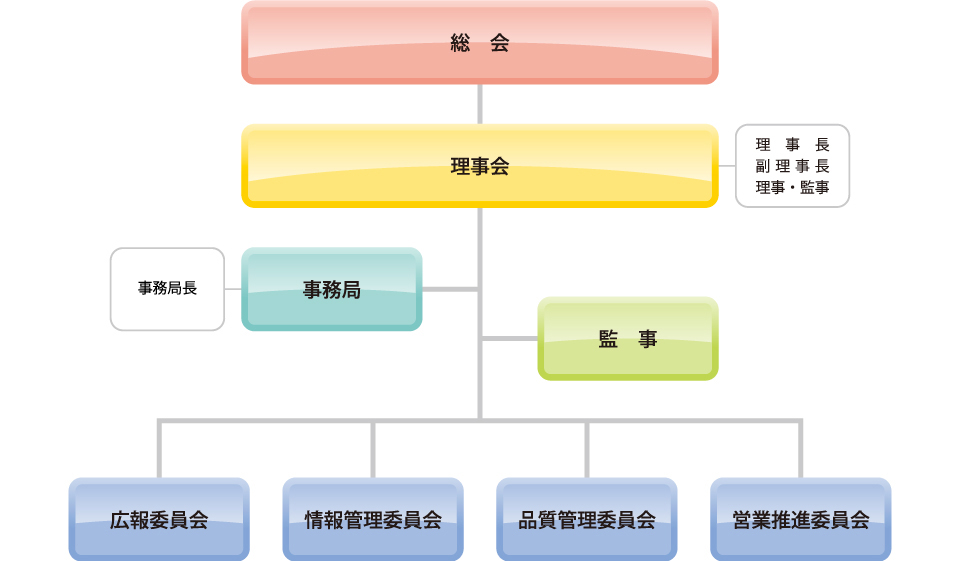 総　会
理事会
理　事　長
副 理 事 長
理事・監事
事務局長
事務局
監　事
広報委員会
情報管理委員会
品質管理委員会
営業推進委員会